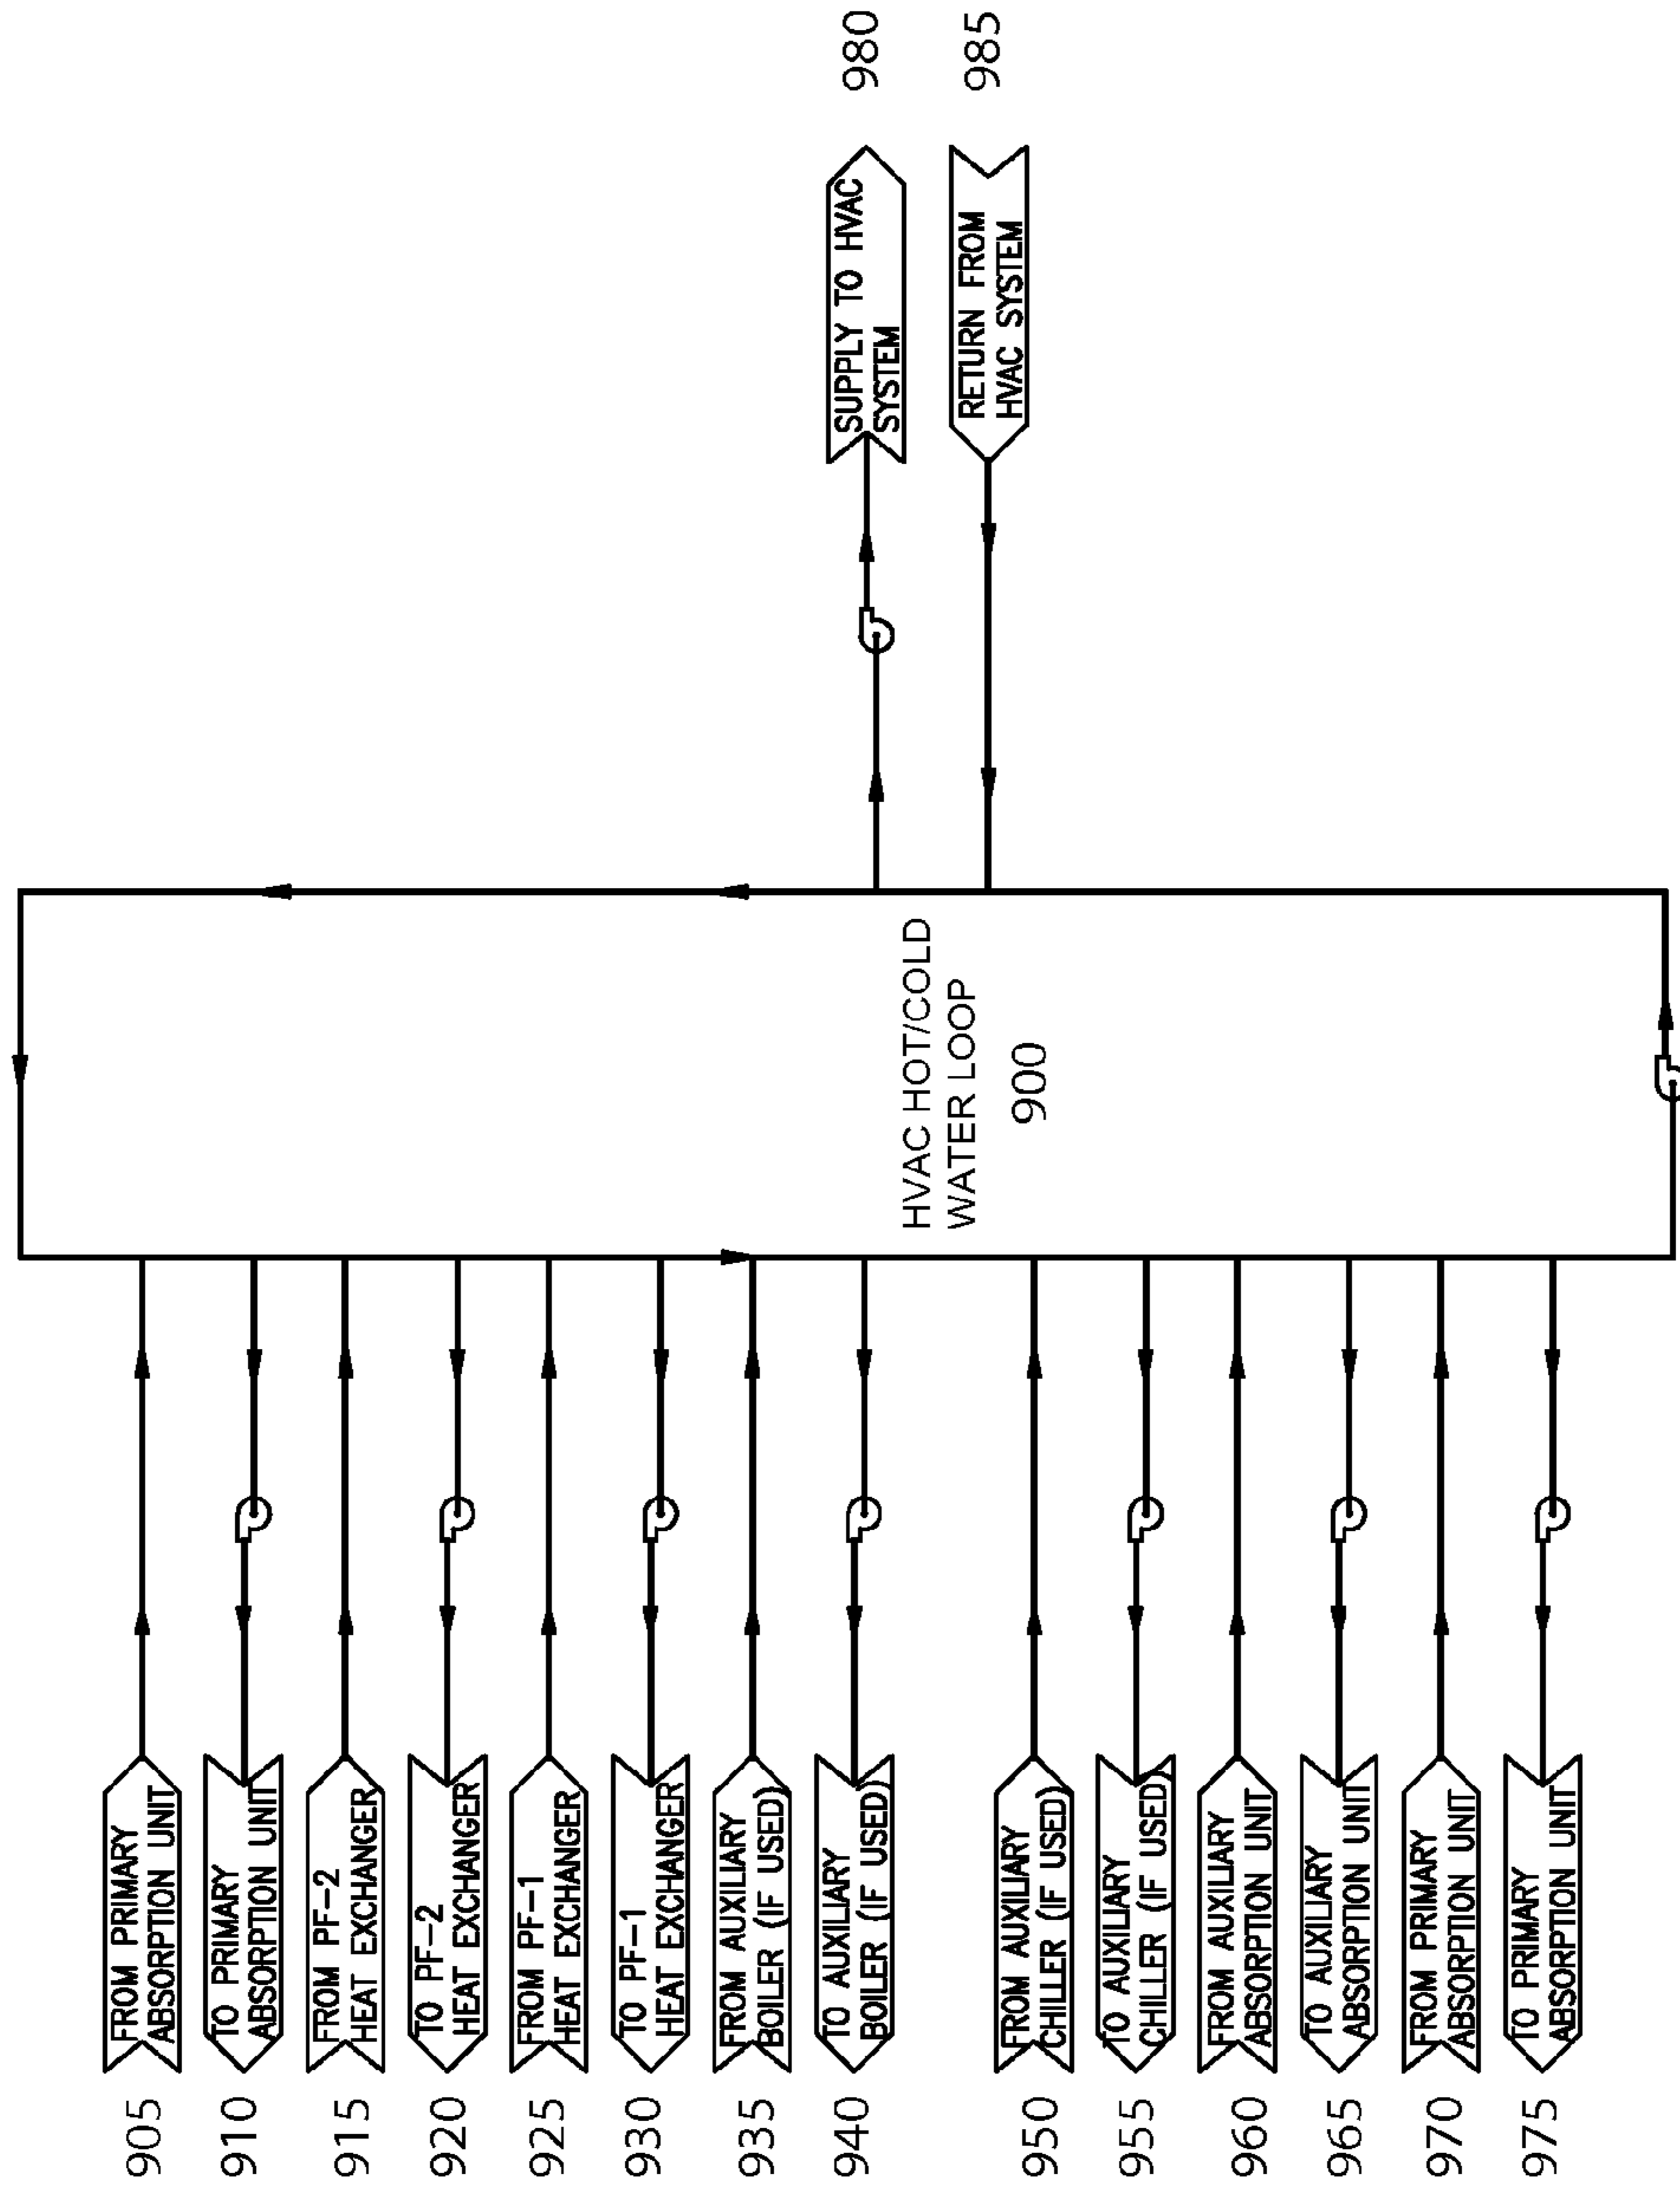 905
FROM PRIMARY
ABSORPTION UNIT
910
TO PRIMARY
ABSORPTION UNIT
915
FROM PF-2
HEAT EXCHANGER
920
TO PF-2
HEAT EXCHANGER
925
FROM PF-1
HEAT EXCHANGER
930
TO PF-1
HEAT EXCHANGER
935
FROM AUXILIARY
BOILER (IF USED)
940
TO AUXILIARY
BOILER (IF USED)
950
FROM AUXILIARY
CHILLER (IF USED)
955
TO AUXILIARY
CHILLER (IF USED)
960
FROM AUXILIARY
ABSORPTION UNIT
965
TO AUXILIARY
ABSORPTION UNIT
970
FROM PRIMARY
ABSORPTION UNIT
975
TO PRIMARY
ABSORPTION UNIT
HVAC HOT/COLD
WATER LOOP
900
SUPPLY TO HVAC
SYSTEM
980
RETURN FROM
HVAC SYSTEM
985